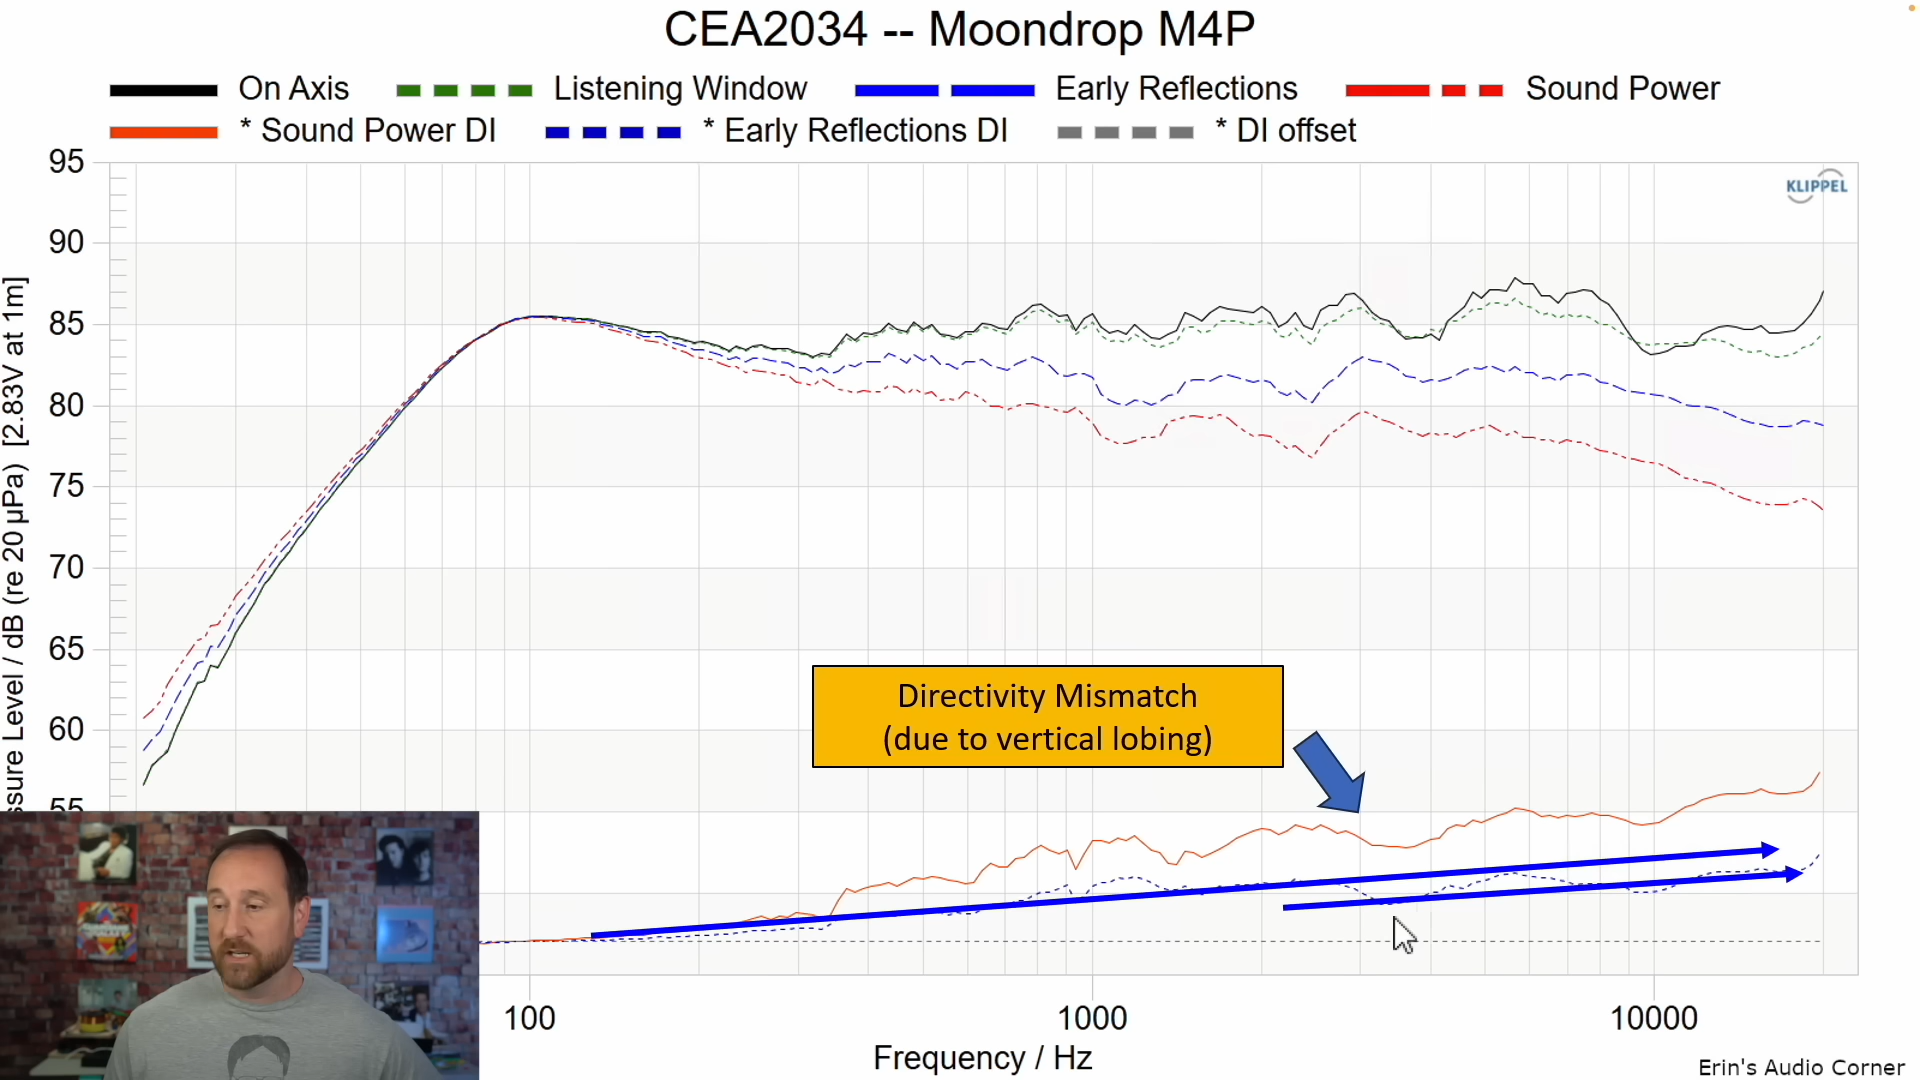 CEA2034 -- Moondrop M4P
On Axis Listening Window Early Reflections Sound Power
* Sound Power DI * Early Reflections DI * DI offset
95
KLIPPEL
90
85
80
75
70
65
60
55
ssure Level / dB (re 20 µPa) [2.83V at 1m]
Directivity Mismatch
(due to vertical lobing)
100 1000 10000
Frequency / Hz
Erin's Audio Corner